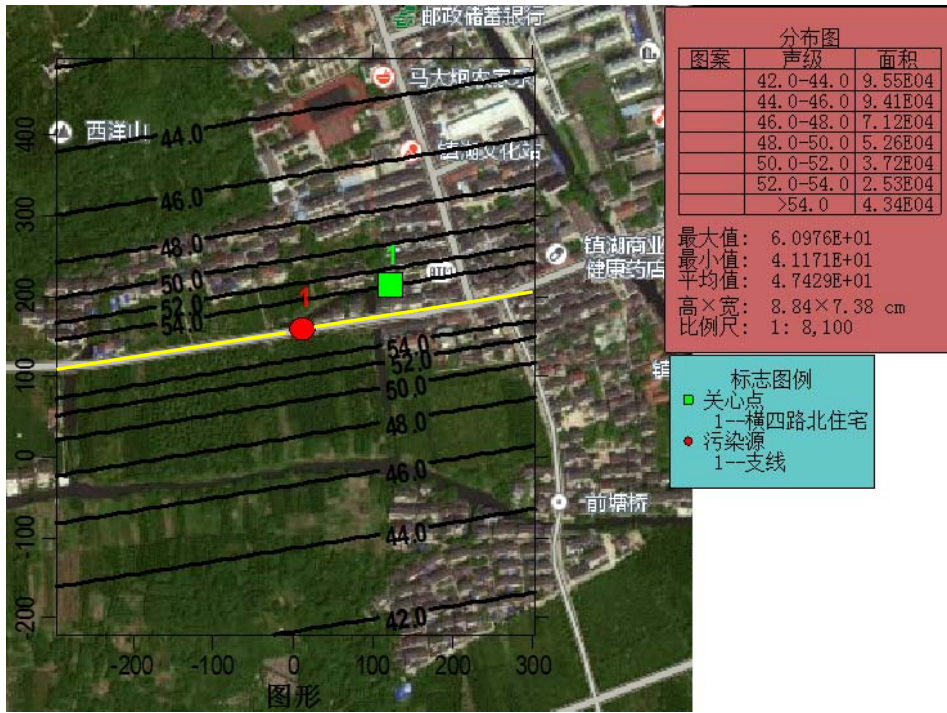 邮政储蓄银行
马大炮农家乐
西洋山
镇湖文化站
镇湖商业
健康药店
前塘桥
44.0
46.0
48.0
50.0
52.0
54.0
54.0
52.0
50.0
48.0
46.0
44.0
42.0
1
1
400
300
200
100
0
-100
-200
-200
-100
0
100
200
300
图形
分布图
图案 声级 面积
42.0-44.0 9.55E04
44.0-46.0 9.41E04
46.0-48.0 7.12E04
48.0-50.0 5.26E04
50.0-52.0 3.72E04
52.0-54.0 2.53E04
>54.0 4.34E04
最大值: 6.0976E+01
最小值: 4.1171E+01
平均值: 4.7429E+01
高×宽: 8.84×7.38 cm
比例尺: 1: 8,100
标志图例
关心点
1--横四路北住宅
污染源
1--支线
镇